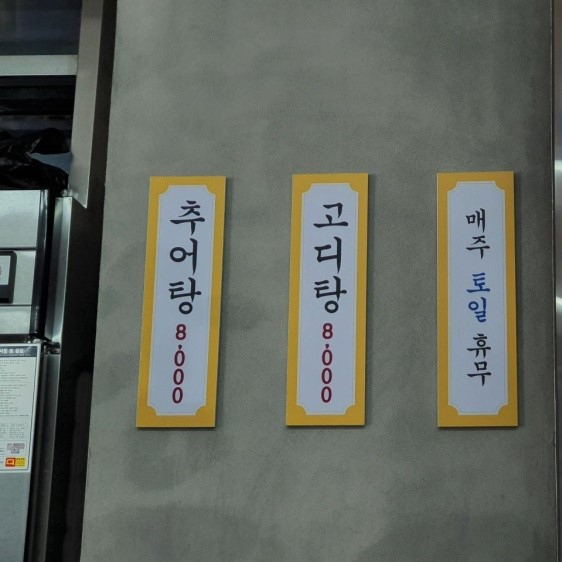 추어탕 8,000
고디탕 8,000
매주 토일 휴무